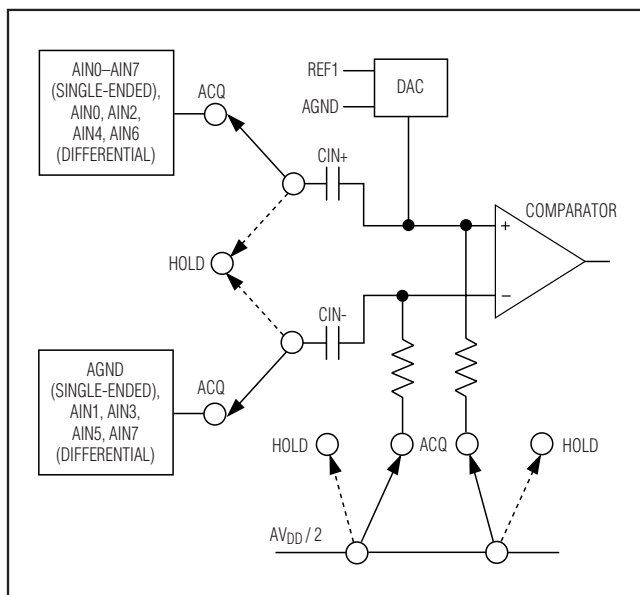 AIN0–AIN7
(SINGLE-ENDED),
AIN0, AIN2,
AIN4, AIN6
(DIFFERENTIAL)
ACQ
REF1
AGND
DAC
CIN+
COMPARATOR
+
−
HOLD
CIN-
AGND
(SINGLE-ENDED),
AIN1, AIN3,
AIN5, AIN7
(DIFFERENTIAL)
ACQ
HOLD
ACQ
HOLD
AVDD / 2